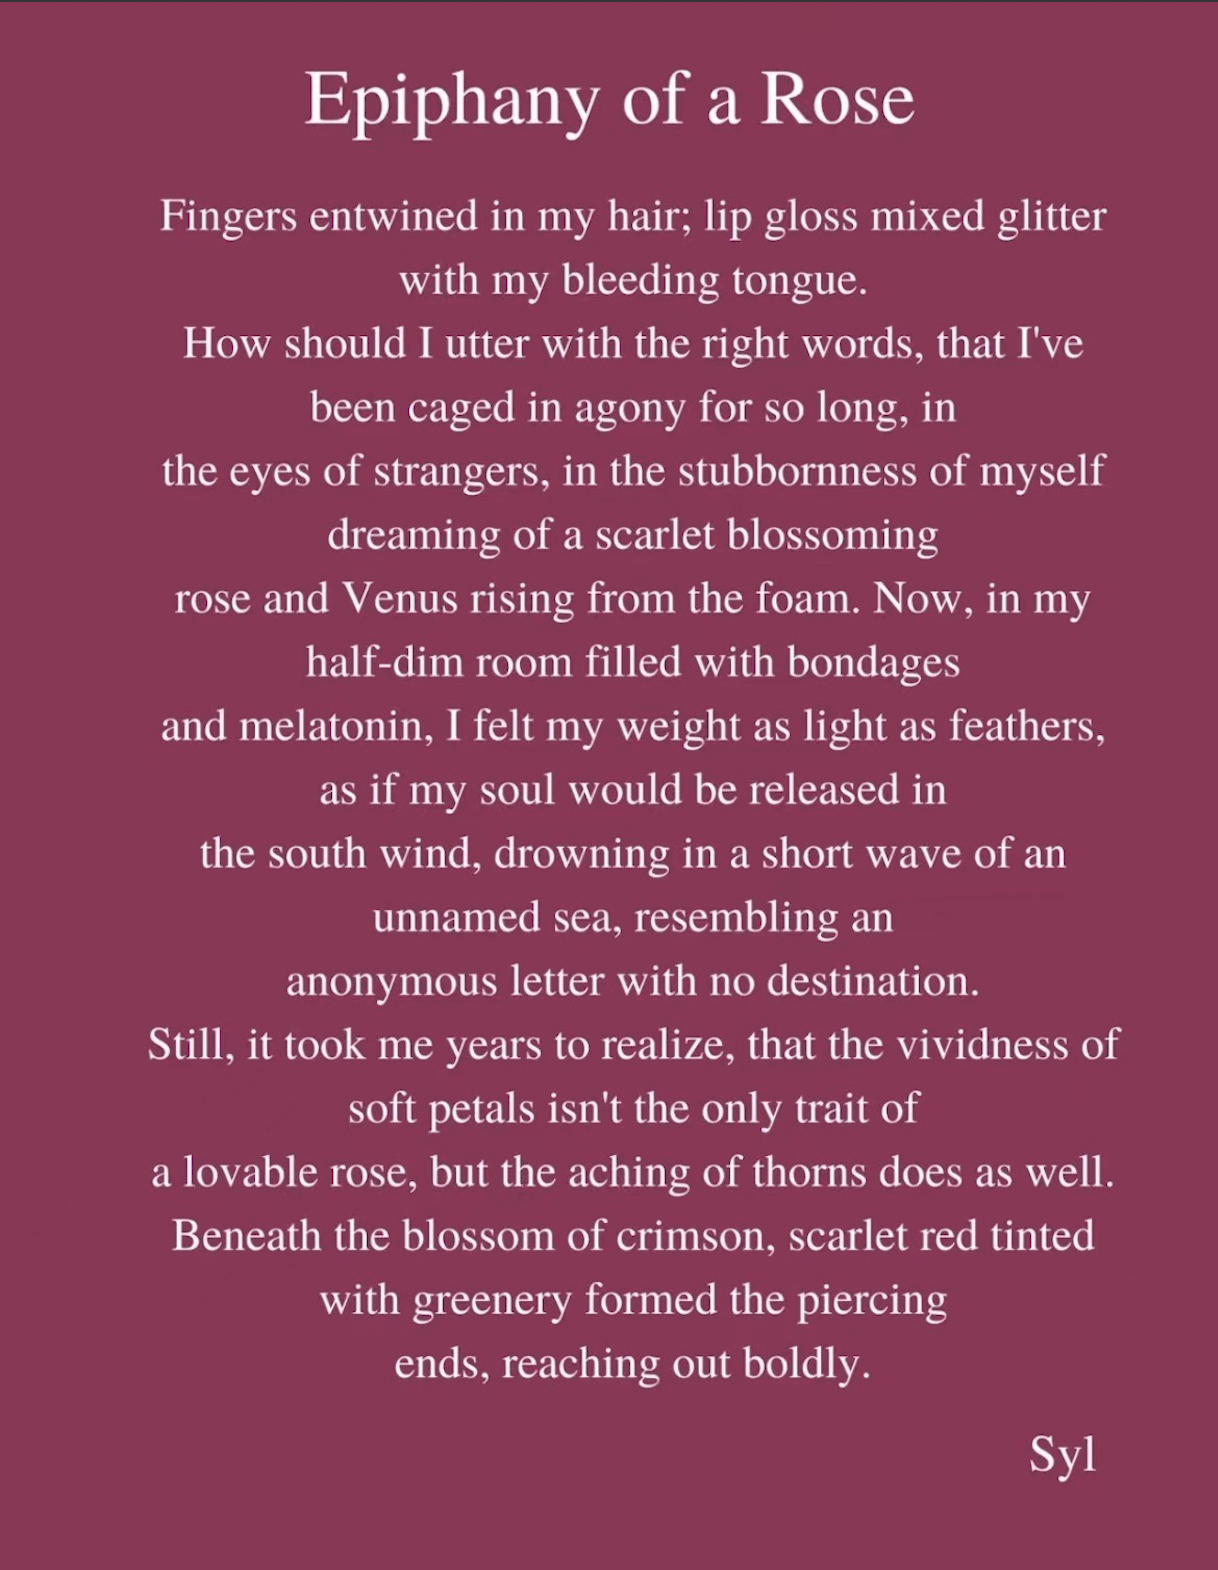 Epiphany of a Rose
Fingers entwined in my hair; lip gloss mixed glitter
with my bleeding tongue.
How should I utter with the right words, that I've
been caged in agony for so long, in
the eyes of strangers, in the stubbornness of myself
dreaming of a scarlet blossoming
rose and Venus rising from the foam. Now, in my
half-dim room filled with bondages
and melatonin, I felt my weight as light as feathers,
as if my soul would be released in
the south wind, drowning in a short wave of an
unnamed sea, resembling an
anonymous letter with no destination.
Still, it took me years to realize, that the vividness of
soft petals isn't the only trait of
a lovable rose, but the aching of thorns does as well.
Beneath the blossom of crimson, scarlet red tinted
with greenery formed the piercing
ends, reaching out boldly.
Syl